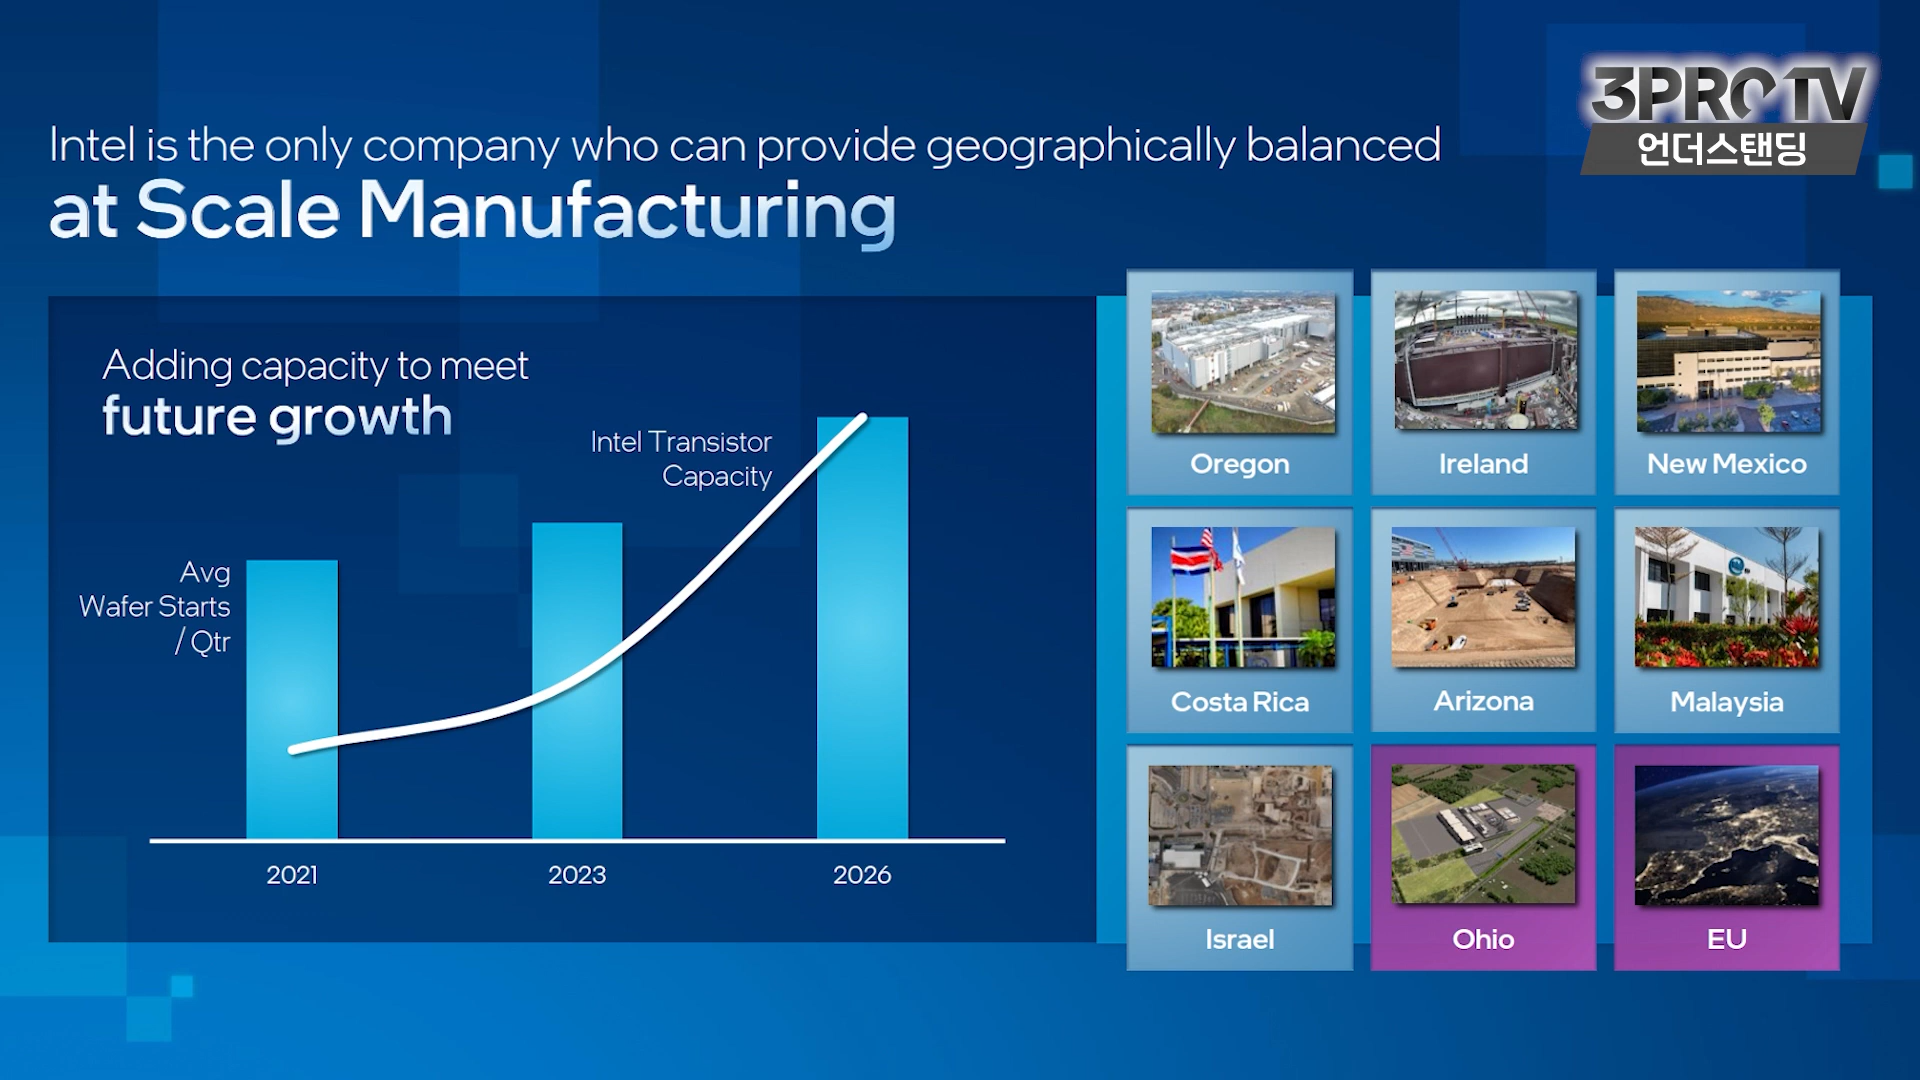 3PROTV
언더스탠딩
Intel is the only company who can provide geographically balanced
at Scale Manufacturing
Adding capacity to meet
future growth
Intel Transistor
Capacity
Avg
Wafer Starts
/ Qtr
2021
2023
2026
Oregon
Ireland
New Mexico
Costa Rica
Arizona
Malaysia
Israel
Ohio
EU